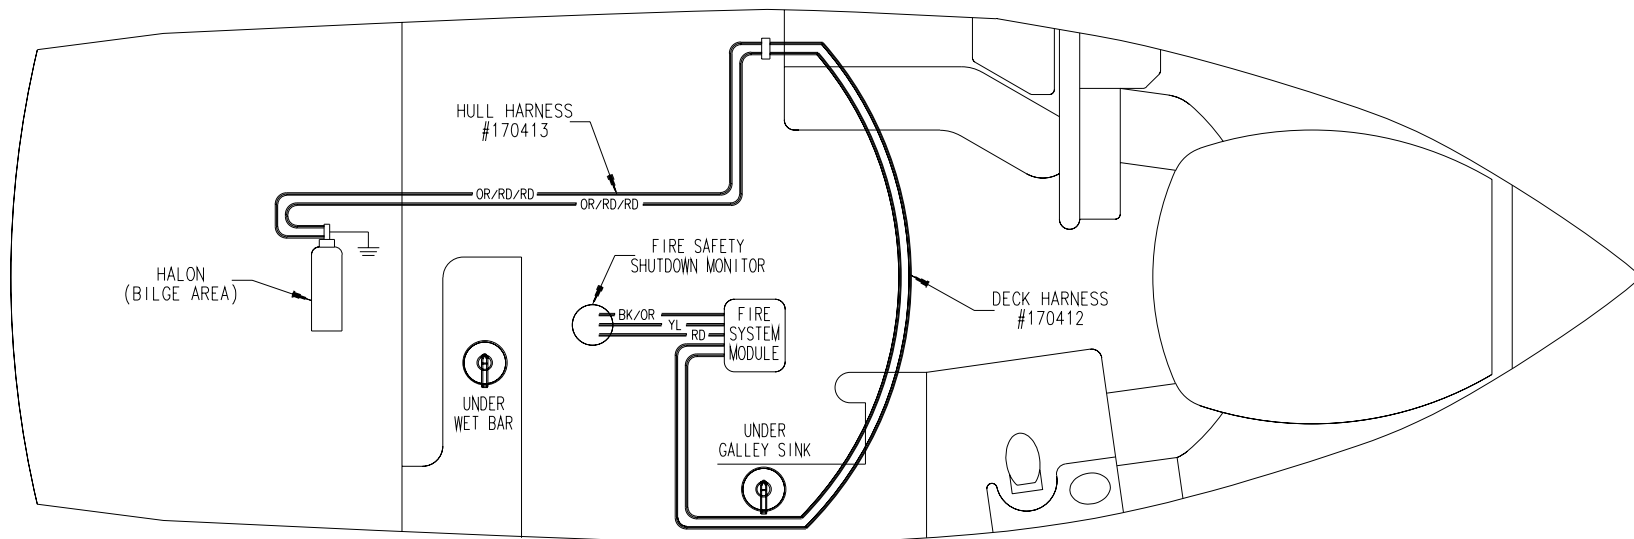 HULL HARNESS
#170413
OR/RD/RD
OR/RD/RD
HALON
(BILGE AREA)
FIRE SAFETY
SHUTDOWN MONITOR
BK/OR
YL
RD
FIRE
SYSTEM
MODULE
DECK HARNESS
#170412
UNDER
WET BAR
UNDER
GALLEY SINK